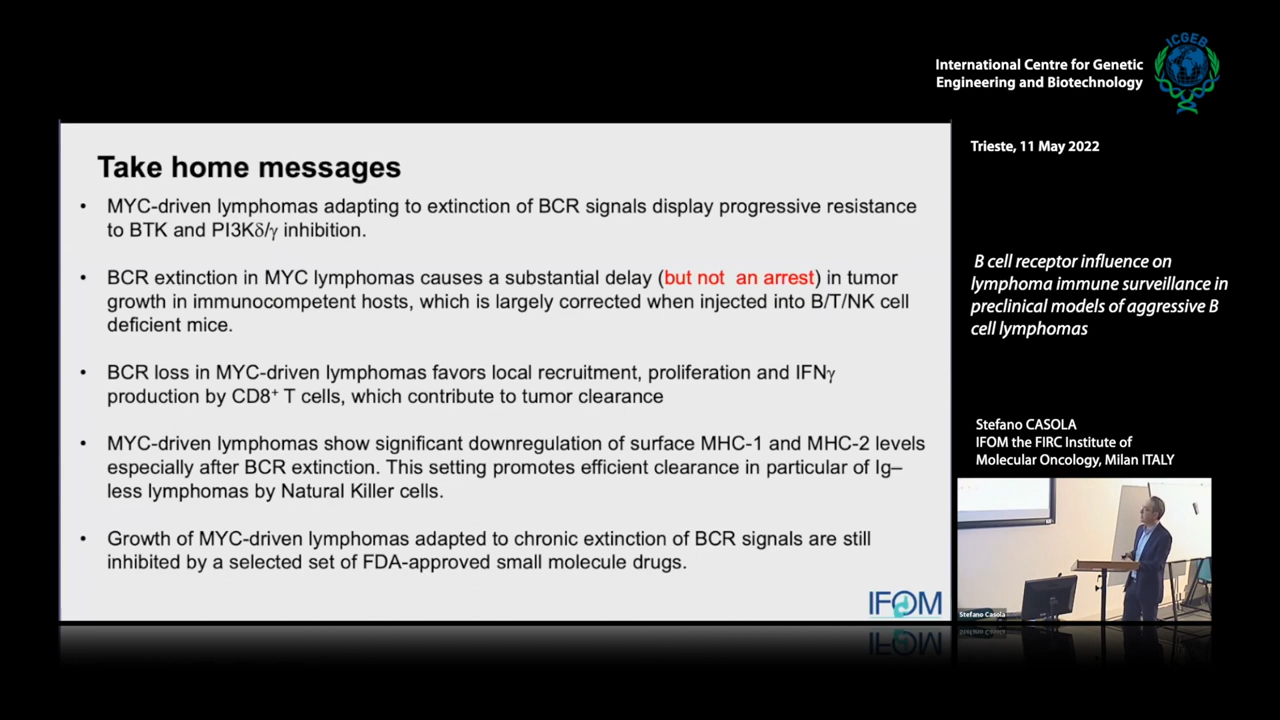 ICGEB
International Centre for Genetic
Engineering and Biotechnology
Trieste, 11 May 2022
Take home messages
• MYC-driven lymphomas adapting to extinction of BCR signals display progressive resistance
to BTK and PI3Kδ/γ inhibition.
• BCR extinction in MYC lymphomas causes a substantial delay (but not an arrest) in tumor
growth in immunocompetent hosts, which is largely corrected when injected into B/T/NK cell
deficient mice.
• BCR loss in MYC-driven lymphomas favors local recruitment, proliferation and IFNγ
production by CD8⁺ T cells, which contribute to tumor clearance
• MYC-driven lymphomas show significant downregulation of surface MHC-1 and MHC-2 levels
especially after BCR extinction. This setting promotes efficient clearance in particular of Ig–
less lymphomas by Natural Killer cells.
• Growth of MYC-driven lymphomas adapted to chronic extinction of BCR signals are still
inhibited by a selected set of FDA-approved small molecule drugs.
IFOM
B cell receptor influence on
lymphoma immune surveillance in
preclinical models of aggressive B
cell lymphomas
Stefano CASOLA
IFOM the FIRC Institute of
Molecular Oncology, Milan ITALY
Stefano Casola